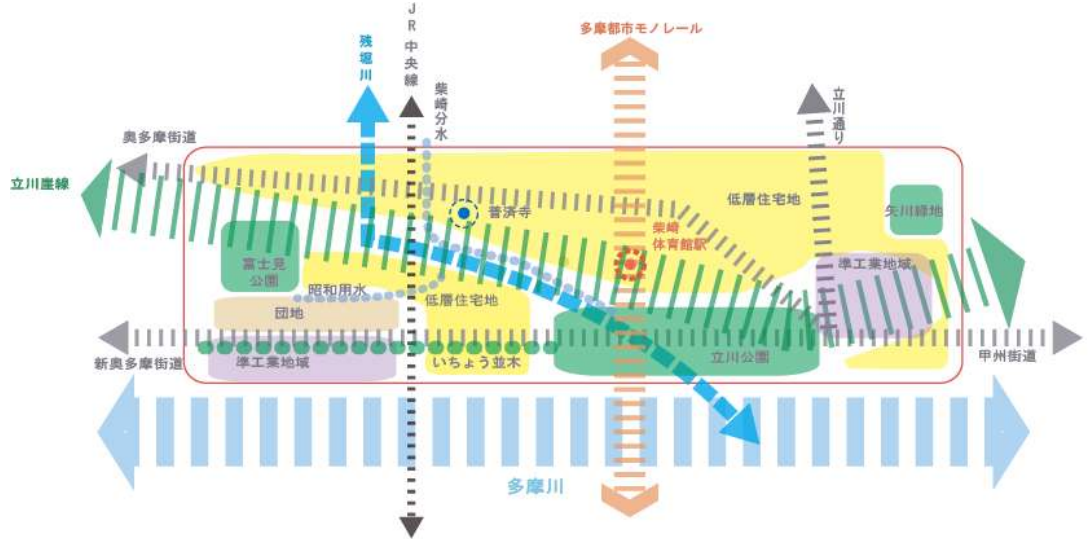 JR中央線
多摩都市モノレール
残堀川
柴崎分水
立川通り
奥多摩街道
立川崖線
低層住宅地
矢川緑地
普済寺
柴崎
体育館駅
富士見
公園
準工業地域
昭和用水
低層住宅地
団地
新奥多摩街道
準工業地域
いちょう並木
立川公園
甲州街道
多摩川